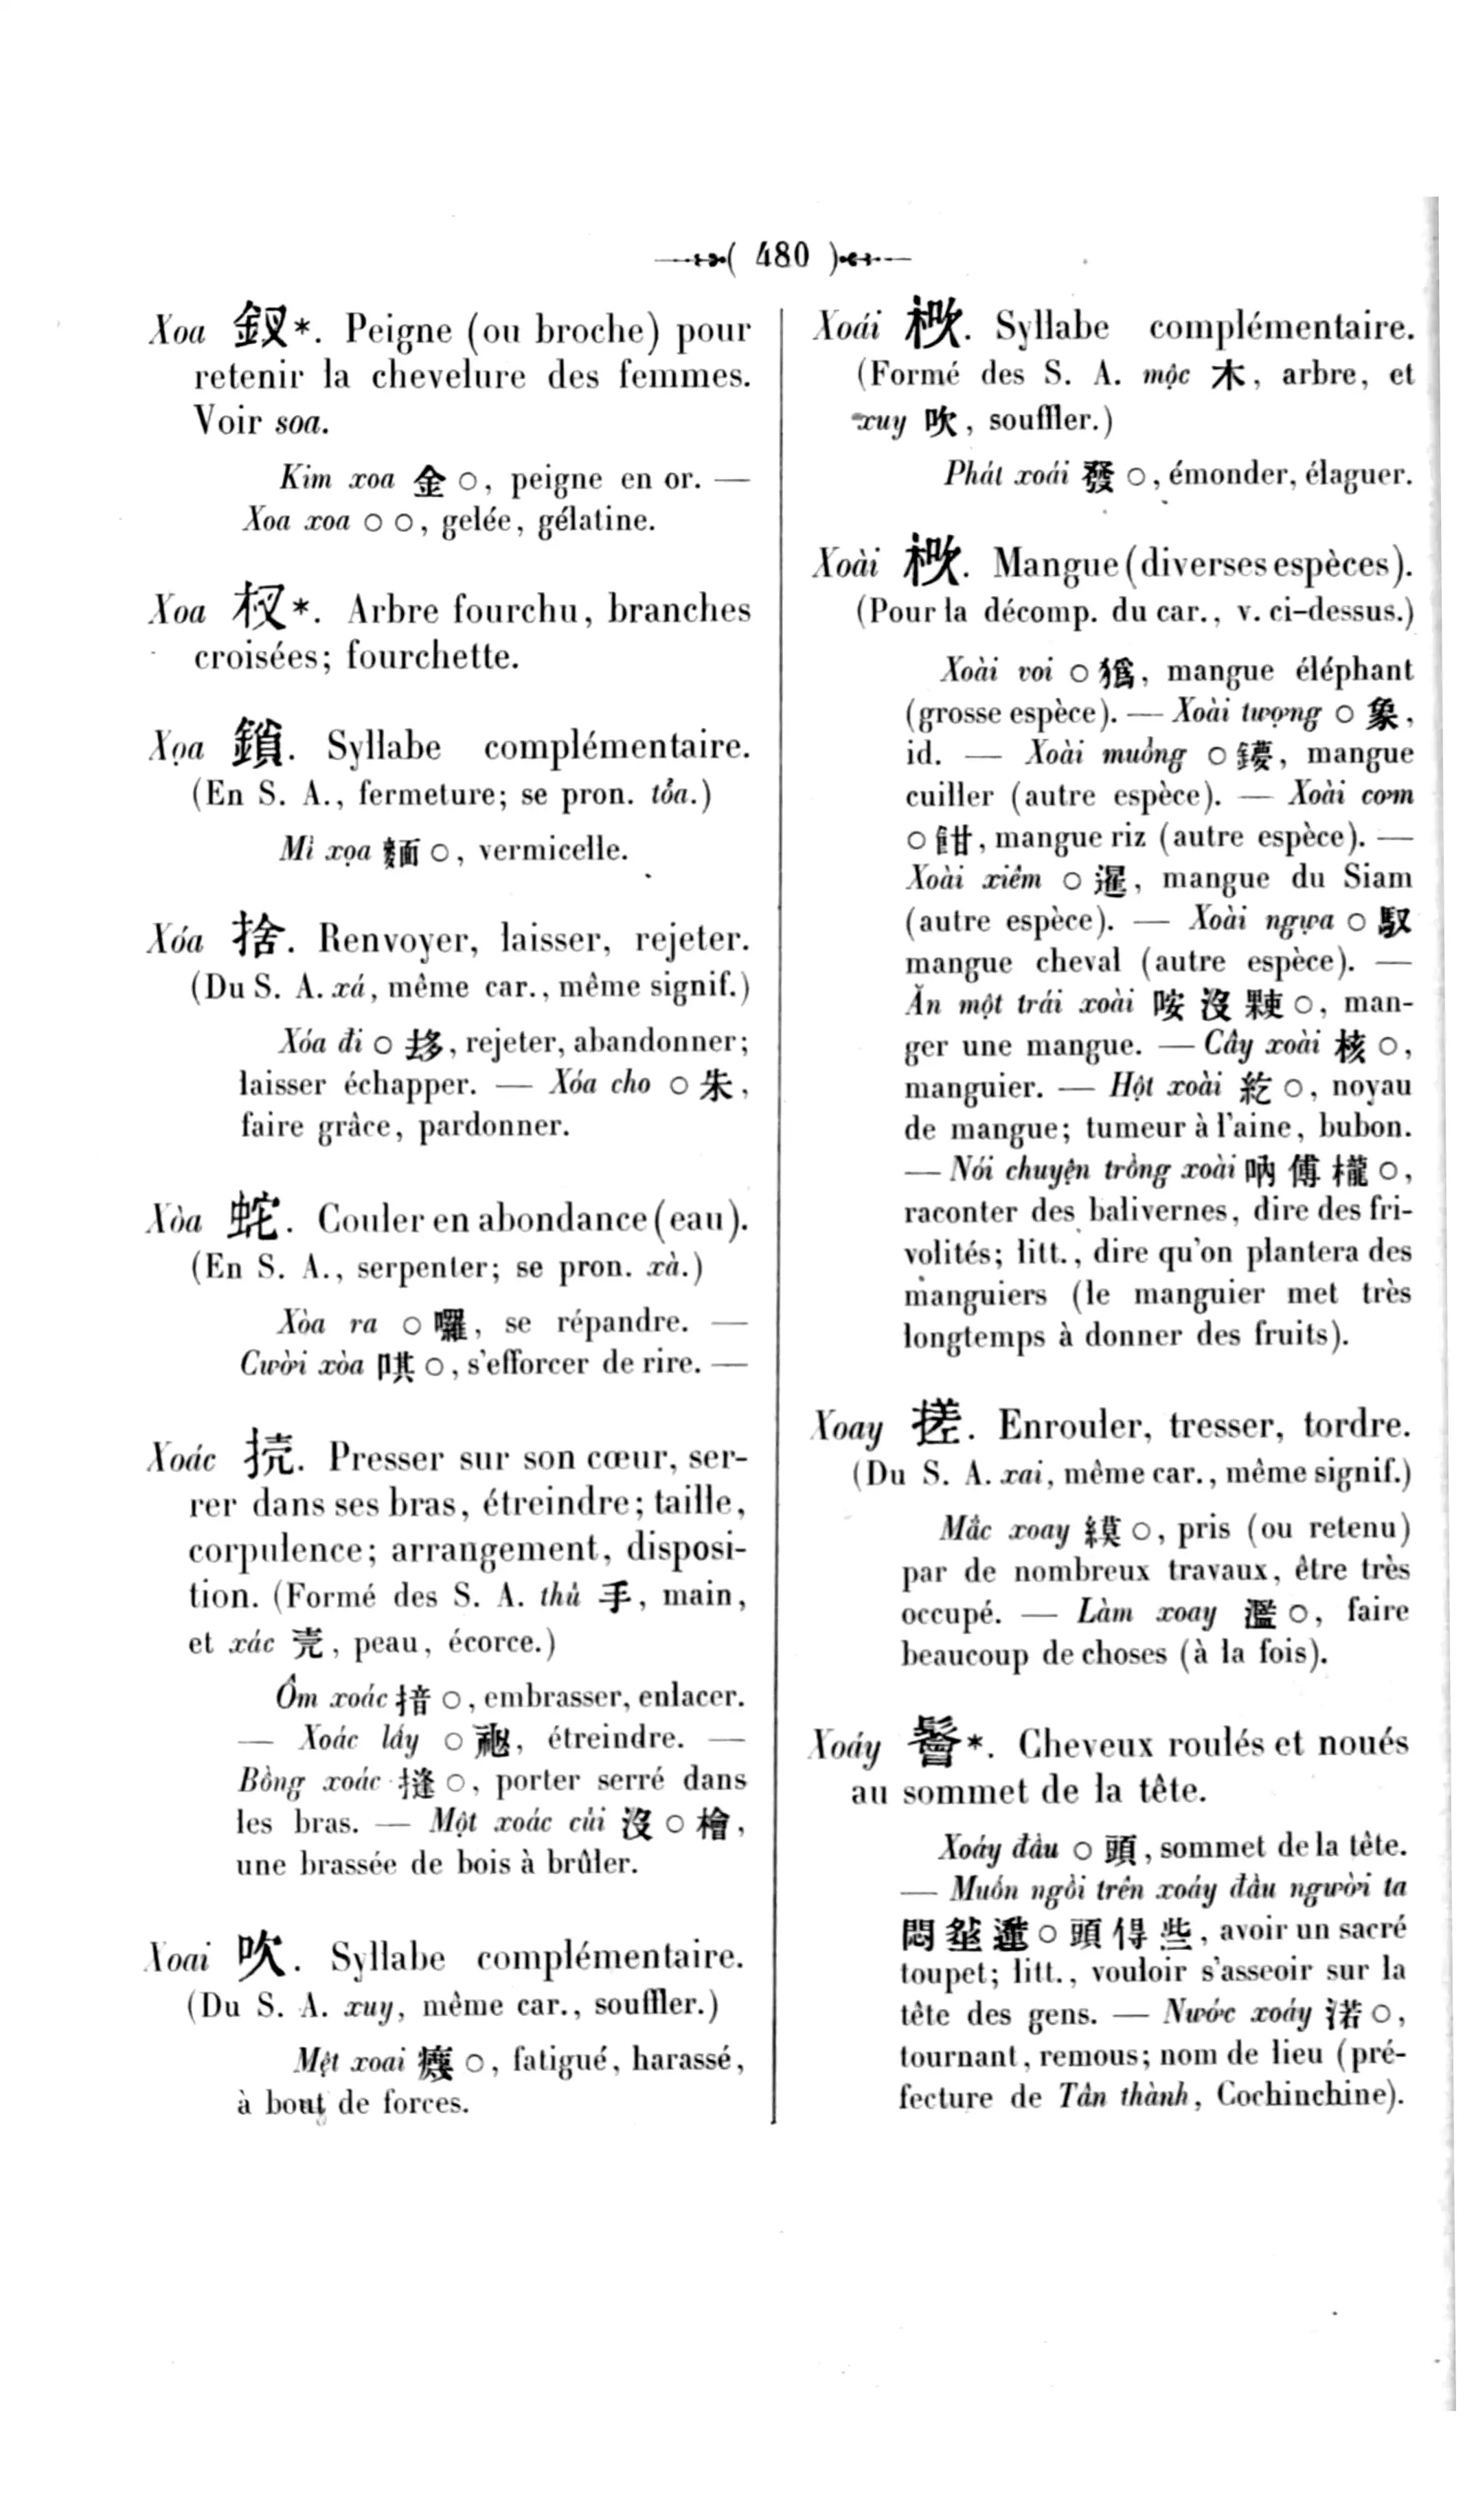 ( 480 )
Xoa 釵*. Peigne (ou broche) pour
retenir la chevelure des femmes.
Voir soa.
Kim xoa 金 ○, peigne en or. —
Xoa xoa ○ ○, gelée, gélatine.
Xoa 杈*. Arbre fourchu, branches
croisées; fourchette.
Xọa 鎖. Syllabe complémentaire.
(En S. A., fermeture; se pron. tỏa.)
Mì xọa 麵 ○, vermicelle.
Xóa 捨. Renvoyer, laisser, rejeter.
(Du S. A. xá, même car., même signif.)
Xóa đi ○ 𠫾, rejeter, abandonner;
laisser échapper. — Xóa cho ○ 朱,
faire grâce, pardonner.
Xòa 蛇. Couler en abondance (eau).
(En S. A., serpenter; se pron. xà.)
Xòa ra ○ 囉, se répandre. —
Cười xòa 唭 ○, s'efforcer de rire. —
Xoác 㧡. Presser sur son cœur, ser-
rer dans ses bras, étreindre; taille,
corpulence; arrangement, disposi-
tion. (Formé des S. A. thủ 手, main,
et xác 壳, peau, écorce.)
Ôm xoác 揞 ○, embrasser, enlacer.
— Xoác lấy ○ 𥙩, étreindre. —
Bồng xoác 摓 ○, porter serré dans
les bras. — Một xoác củi 沒 ○ 檜,
une brassée de bois à brûler.
Xoai 吹. Syllabe complémentaire.
(Du S. A. xuy, même car., souffler.)
Mệt xoai ○, fatigué, harassé,
à bout de forces.
Xoái 𣑳. Syllabe complémentaire.
(Formé des S. A. mộc 木, arbre, et
xuy 吹, souffler.)
Phát xoái 發 ○, émonder, élaguer.
Xoài 𣑳. Mangue (diverses espèces).
(Pour la décomp. du car., v. ci-dessus.)
Xoài voi ○ 㺔, mangue éléphant
(grosse espèce). — Xoài tượng ○ 象,
id. — Xoài muổng ○, mangue
cuiller (autre espèce). — Xoài cơm
○ 𩚵, mangue riz (autre espèce). —
Xoài xiêm ○ 暹, mangue du Siam
(autre espèce). — Xoài ngựa ○ 馭
mangue cheval (autre espèce). —
Ăn một trái xoài 咹 沒 𣛤 ○, man-
ger une mangue. — Cây xoài 核 ○,
manguier. — Hột xoài 紇 ○, noyau
de mangue; tumeur à l'aine, bubon.
— Nói chuyện trồng xoài 吶 傳 櫳 ○,
raconter des balivernes, dire des fri-
volités; litt., dire qu'on plantera des
manguiers (le manguier met très
longtemps à donner des fruits).
Xoay 搓. Enrouler, tresser, tordre.
(Du S. A. xai, même car., même signif.)
Mắc xoay 縸 ○, pris (ou retenu)
par de nombreux travaux, être très
occupé. — Làm xoay 濫 ○, faire
beaucoup de choses (à la fois).
Xoáy 鬠*. Cheveux roulés et noués
au sommet de la tête.
Xoáy đầu ○ 頭, sommet de la tête.
— Muốn ngồi trên xoáy đầu người ta
悶 𡎢 𨕭 ○ 頭 得 些, avoir un sacré
toupet; litt., vouloir s'asseoir sur la
tête des gens. — Nước xoáy 渃 ○,
tournant, remous; nom de lieu (pré-
fecture de Tân thành, Cochinchine).